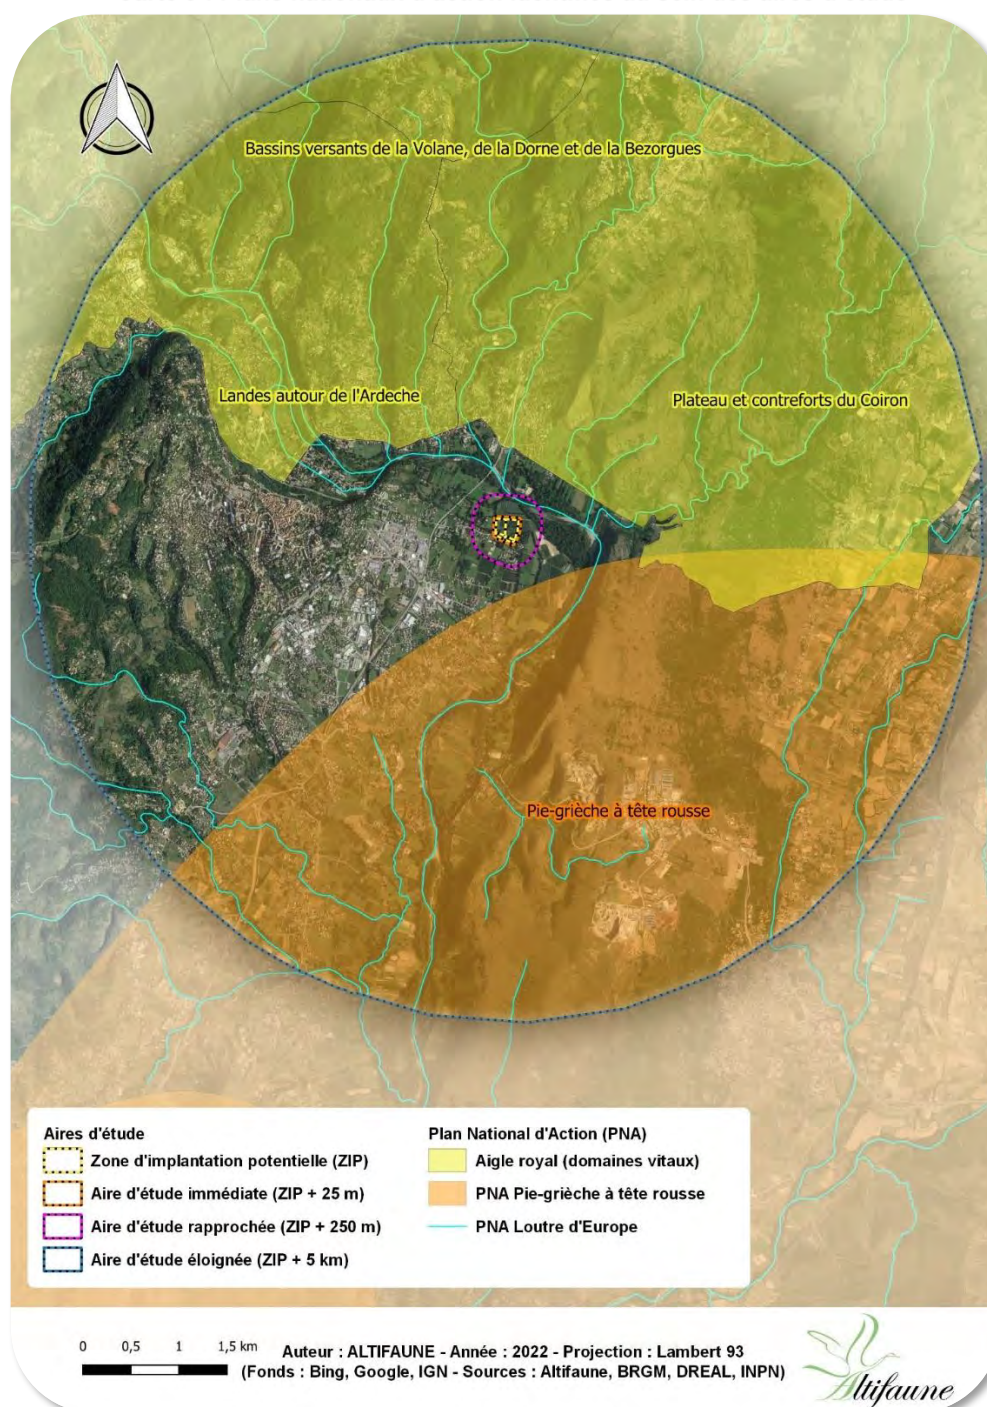 Bassins versants de la Volane, de la Dorne et de la Bezorgues
Landes autour de l'Ardeche
Plateau et contreforts du Coiron
Pie-grièche à tête rousse
Aires d'étude
Zone d'implantation potentielle (ZIP)
Aire d'étude immédiate (ZIP + 25 m)
Aire d'étude rapprochée (ZIP + 250 m)
Aire d'étude éloignée (ZIP + 5 km)
Plan National d'Action (PNA)
Aigle royal (domaines vitaux)
PNA Pie-grièche à tête rousse
PNA Loutre d'Europe
0 0,5 1 1,5 km
Auteur : ALTIFAUNE - Année : 2022 - Projection : Lambert 93
(Fonds : Bing, Google, IGN - Sources : Altifaune, BRGM, DREAL, INPN)
Altifaune